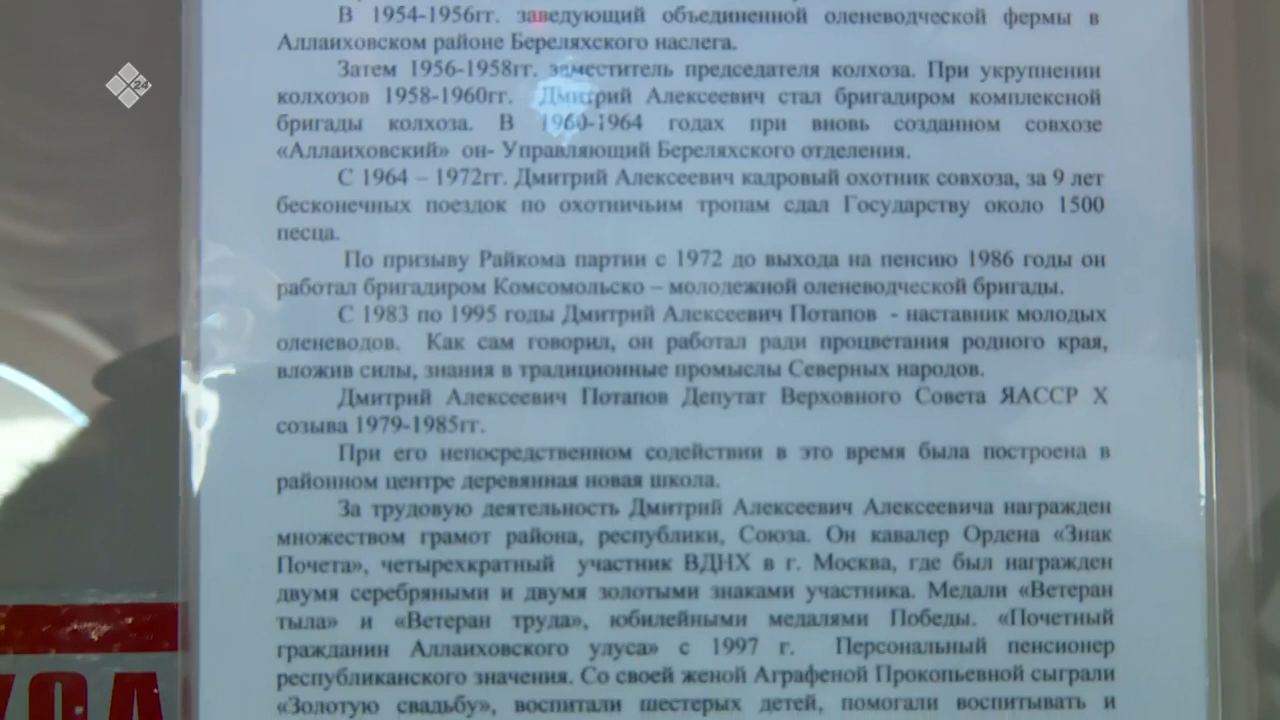 В 1954-1956гг. заведующий объединенной оленеводческой фермы в
Аллаиховском районе Береляхского наслега.
Затем 1956-1958гг. заместитель председателя колхоза. При укрупнении
колхозов 1958-1960гг. Дмитрий Алексеевич стал бригадиром комплексной
бригады колхоза. В 1960-1964 годах при вновь созданном совхозе
«Аллаиховский» он- Управляющий Береляхского отделения.
С 1964 – 1972гг. Дмитрий Алексеевич кадровый охотник совхоза, за 9 лет
бесконечных поездок по охотничьим тропам сдал Государству около 1500
песца.
По призыву Райкома партии с 1972 до выхода на пенсию 1986 годы он
работал бригадиром Комсомольско – молодежной оленеводческой бригады.
С 1983 по 1995 годы Дмитрий Алексеевич Потапов - наставник молодых
оленеводов. Как сам говорил, он работал ради процветания родного края,
вложив силы, знания в традиционные промыслы Северных народов.
Дмитрий Алексеевич Потапов Депутат Верховного Совета ЯАССР X
созыва 1979-1985гг.
При его непосредственном содействии в это время была построена в
районном центре деревянная новая школа.
За трудовую деятельность Дмитрий Алексеевич Алексеевича награжден
множеством грамот района, республики, Союза. Он кавалер Ордена «Знак
Почета», четырехкратный участник ВДНХ в г. Москва, где был награжден
двумя серебряными и двумя золотыми знаками участника. Медали «Ветеран
тыла» и «Ветеран труда», юбилейными медалями Победы. «Почетный
гражданин Аллаиховского улуса» с 1997 г. Персональный пенсионер
республиканского значения. Со своей женой Аграфеной Прокопьевной сыграли
«Золотую свадьбу», воспитали шестерых детей, помогали воспитывать и
24